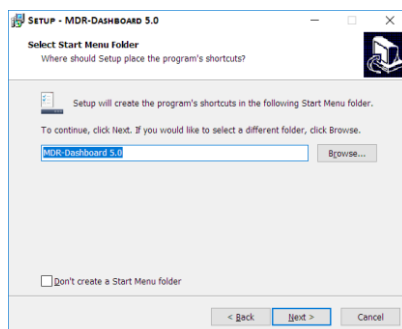 SETUP - MDR-DASHBOARD 5.0
Select Start Menu Folder
Where should Setup place the program's shortcuts?
Setup will create the program's shortcuts in the following Start Menu folder.
To continue, click Next. If you would like to select a different folder, click Browse.
MDR-Dashboard 5.0
Browse...
Don't create a Start Menu folder
< Back
Next >
Cancel